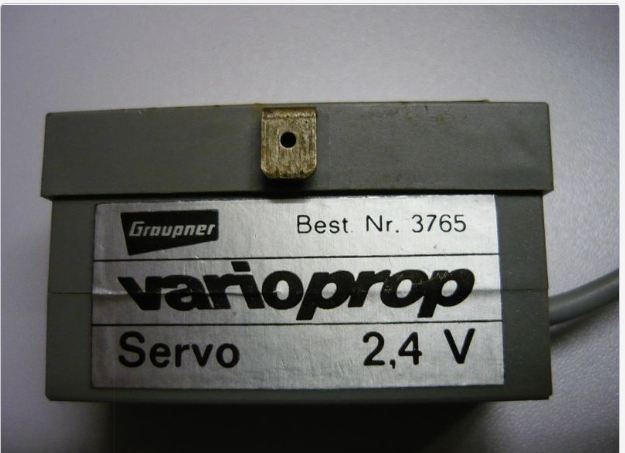 Graupner Best. Nr. 3765
varioprop
Servo 2,4 V